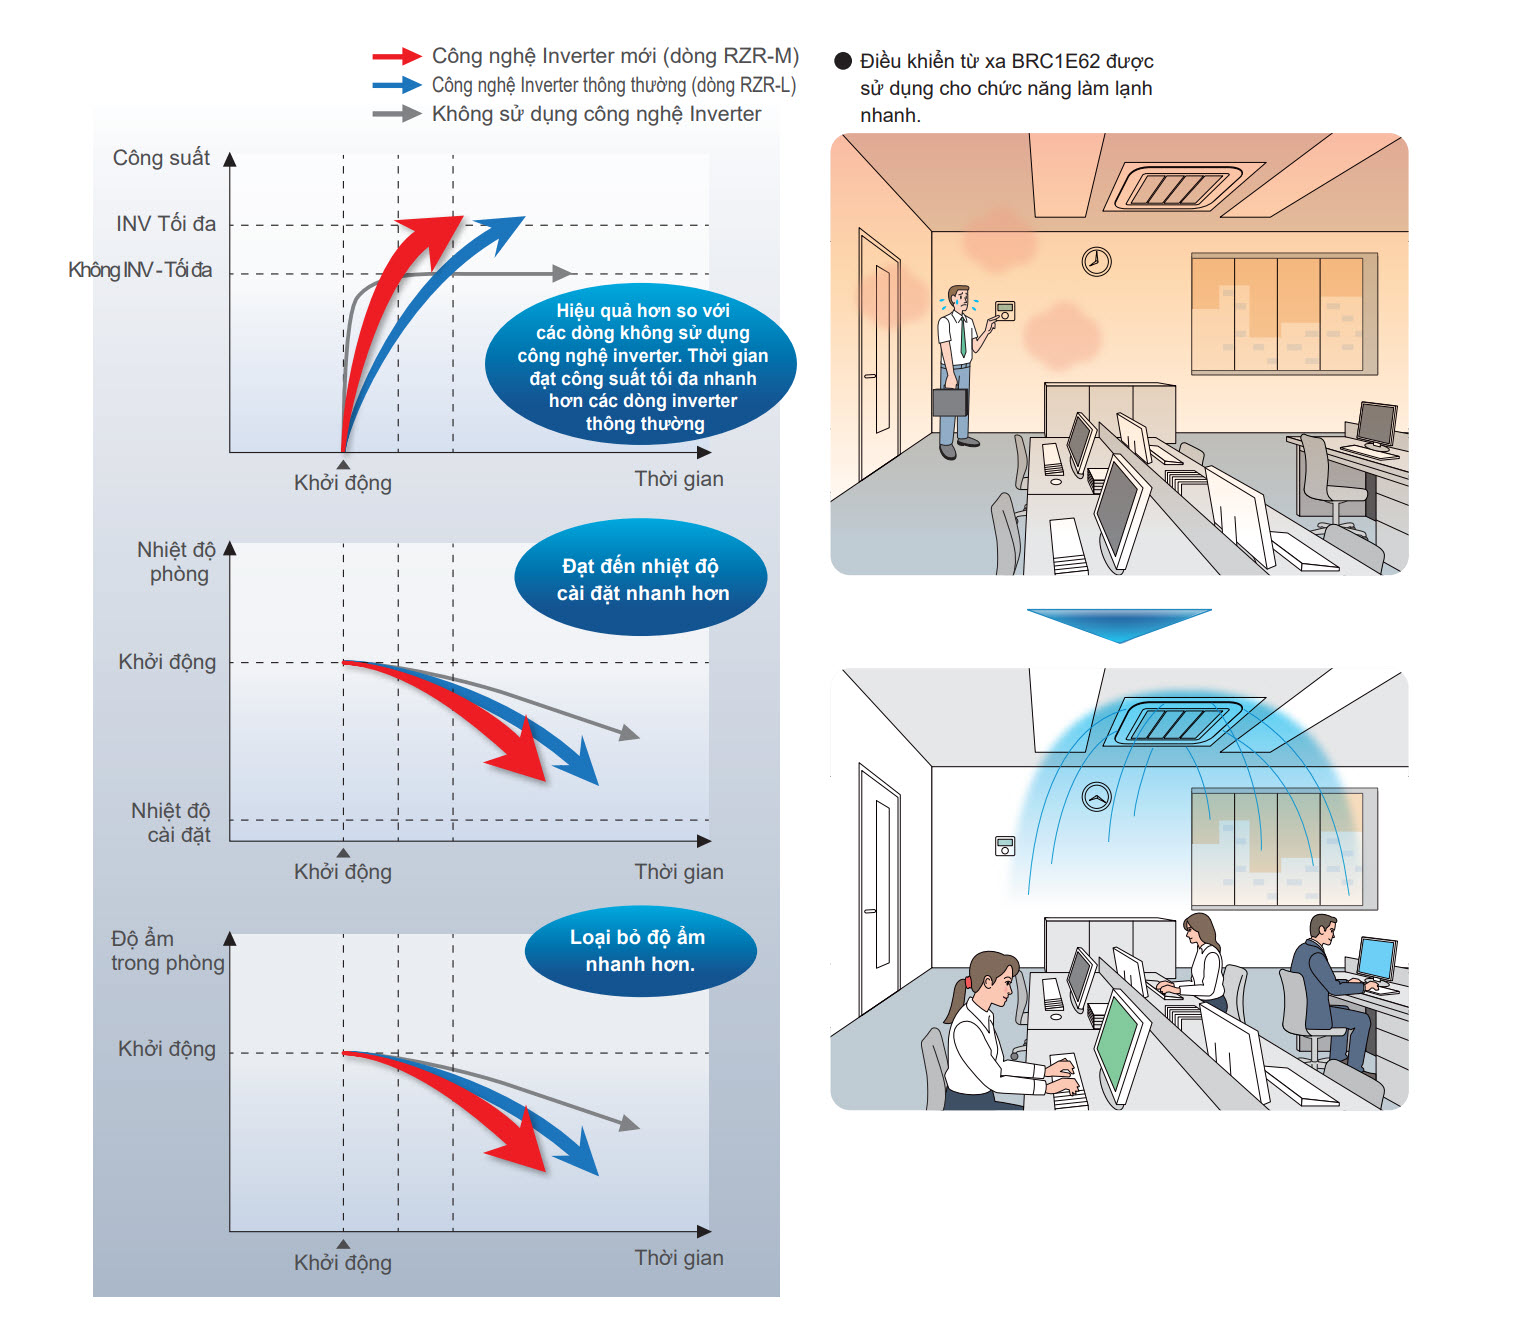 Công nghệ Inverter mới (dòng RZR-M)
Công nghệ Inverter thông thường (dòng RZR-L)
Không sử dụng công nghệ Inverter
Công suất
INV Tối đa
Không INV - Tối đa
Hiệu quả hơn so với
các dòng không sử dụng
công nghệ inverter. Thời gian
đạt công suất tối đa nhanh
hơn các dòng inverter
thông thường
Khởi động
Thời gian
Nhiệt độ
phòng
Đạt đến nhiệt độ
cài đặt nhanh hơn
Khởi động
Nhiệt độ
cài đặt
Khởi động
Thời gian
Độ ẩm
trong phòng
Loại bỏ độ ẩm
nhanh hơn.
Khởi động
Khởi động
Thời gian
● Điều khiển từ xa BRC1E62 được
sử dụng cho chức năng làm lạnh
nhanh.